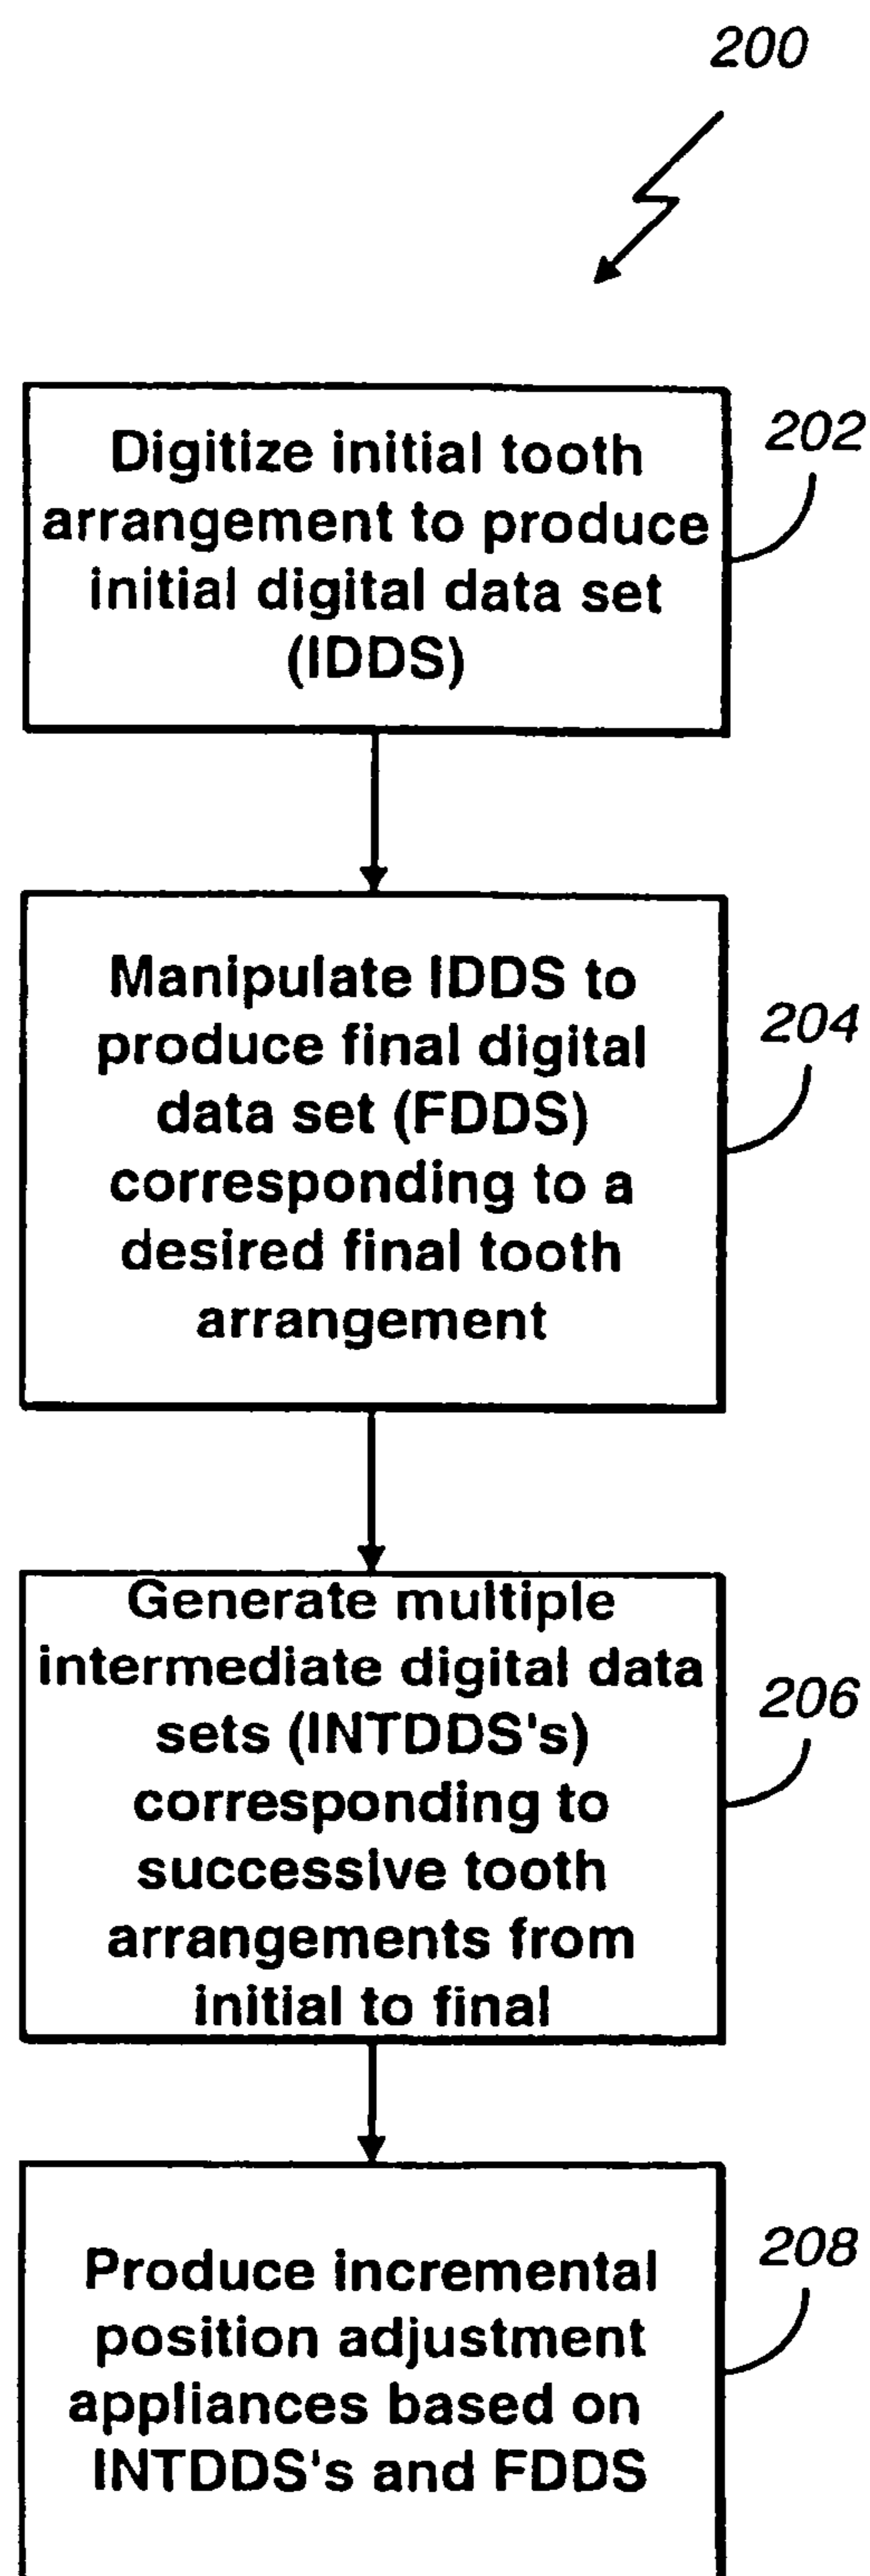 200
Digitize initial tooth
arrangement to produce
initial digital data set
(IDDS)
202
Manipulate IDDS to
produce final digital
data set (FDDS)
corresponding to a
desired final tooth
arrangement
204
Generate multiple
intermediate digital data
sets (INTDDS's)
corresponding to
successive tooth
arrangements from
initial to final
206
Produce incremental
position adjustment
appliances based on
INTDDS's and FDDS
208